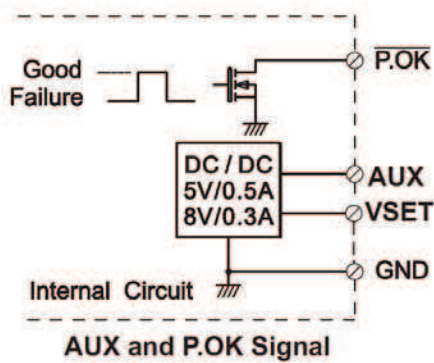 P.OK
Good
Failure
DC / DC
5V/0.5A
8V/0.3A
AUX
VSET
GND
Internal Circuit
AUX and P.OK Signal